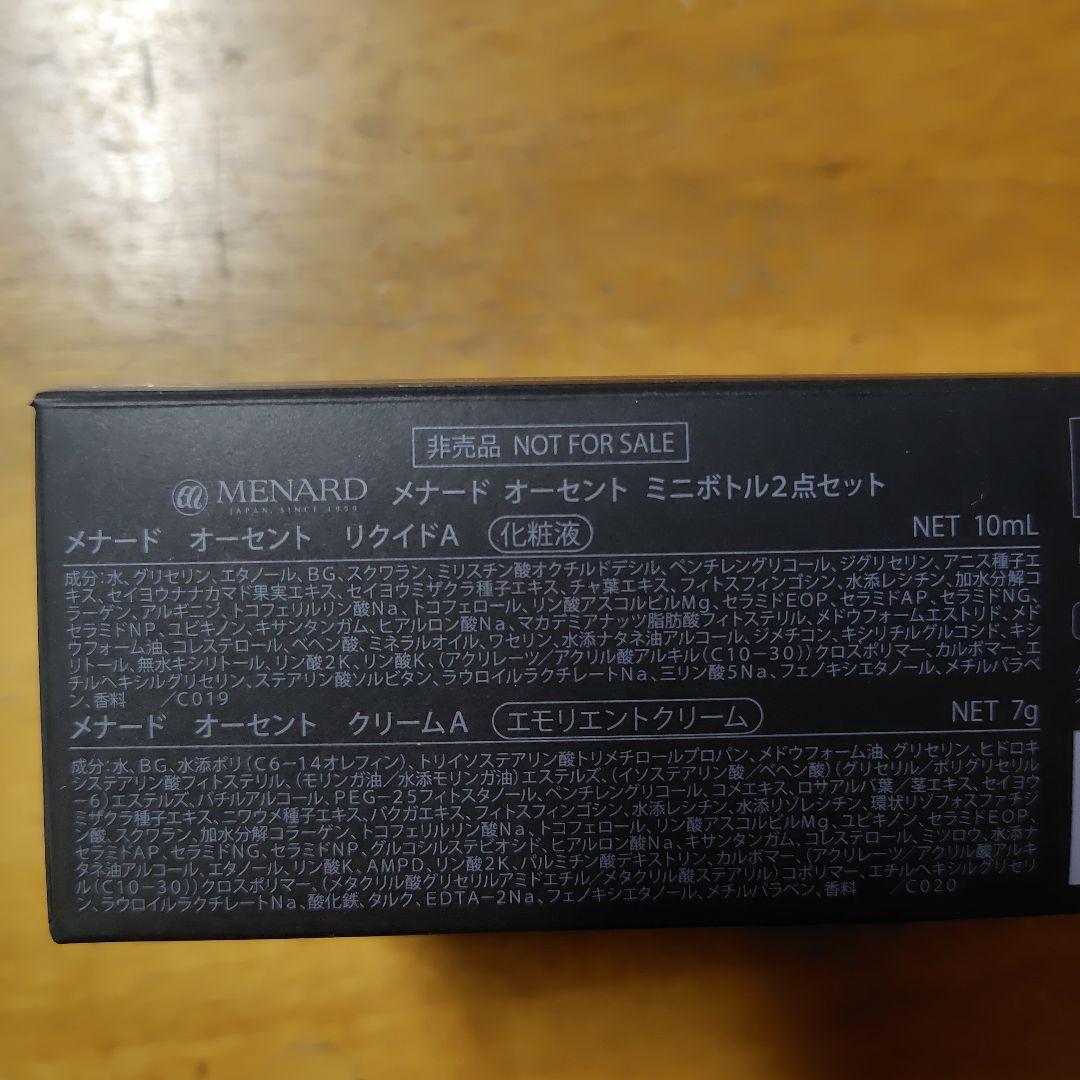 非売品 NOT FOR SALE
MENARD メナード オーセント ミニボトル2点セット
JAPAN, SINCE 1959
メナード オーセント リクイドA 化粧液 NET 10mL
成分:水、グリセリン、エタノール、BG、スクワラン、ミリスチン酸オクチルドデシル、ペンチレングリコール、ジグリセリン、アニス種子エ
キス、セイヨウナナカマド果実エキス、セイヨウミザクラ種子エキス、チャ葉エキス、フィトスフィンゴシン、水添レシチン、加水分解コ
ラーゲン、アルギニン、トコフェリルリン酸Na、トコフェロール、リン酸アスコルビルMg、セラミドEOP、セラミドAP、セラミドNG、
セラミドNP、ユビキノン、キサンタンガム、ヒアルロン酸Na、マカデミアナッツ脂肪酸フィトステリル、メドウフォームエストリド、メド
ウフォーム油、コレステロール、ベヘン酸、ミネラルオイル、ワセリン、水添ナタネ油アルコール、ジメチコン、キシリチルグルコシド、キシ
リトール、無水キシリトール、リン酸2K、リン酸K、(アクリレーツ/アクリル酸アルキル(C10-30))クロスポリマー、カルボマー、エ
チルヘキシルグリセリン、ステアリン酸ソルビタン、ラウロイルラクチレートNa、三リン酸5Na、フェノキシエタノール、メチルパラベ
ン、香料 /C019
メナード オーセント クリームA エモリエントクリーム NET 7g
成分:水、BG、水添ポリ(C6-14オレフィン)、トリイソステアリン酸トリメチロールプロパン、メドウフォーム油、グリセリン、ヒドロキ
システアリン酸フィトステリル、(モリンガ油/水添モリンガ油)エステルズ、(イソステアリン酸/ベヘン酸)(グリセリル/ポリグリセリル
-6)エステルズ、バチルアルコール、PEG-25フィトスタノール、ペンチレングリコール、コメエキス、ロサアルバ葉/茎エキス、セイヨウ
ミザクラ種子エキス、ニワウメ種子エキス、バクガエキス、フィトスフィンゴシン、水添レシチン、水添リゾレシチン、環状リゾフォスファチジ
ン酸、スクワラン、加水分解コラーゲン、トコフェリルリン酸Na、トコフェロール、リン酸アスコルビルMg、ユビキノン、セラミドEOP、
セラミドAP、セラミドNG、セラミドNP、グルコシルステビオシド、ヒアルロン酸Na、キサンタンガム、コレステロール、ミツロウ、水添ナ
タネ油アルコール、エタノール、リン酸K、AMPD、リン酸2K、パルミチン酸デキストリン、カルボマー、(アクリレーツ/アクリル酸アルキ
ル(C10-30))クロスポリマー、(メタクリル酸グリセリルアミドエチル/メタクリル酸ステアリル)コポリマー、エチルヘキシルグリセリ
ン、ラウロイルラクチレートNa、酸化鉄、タルク、EDTA-2Na、フェノキシエタノール、メチルパラベン、香料 /C020